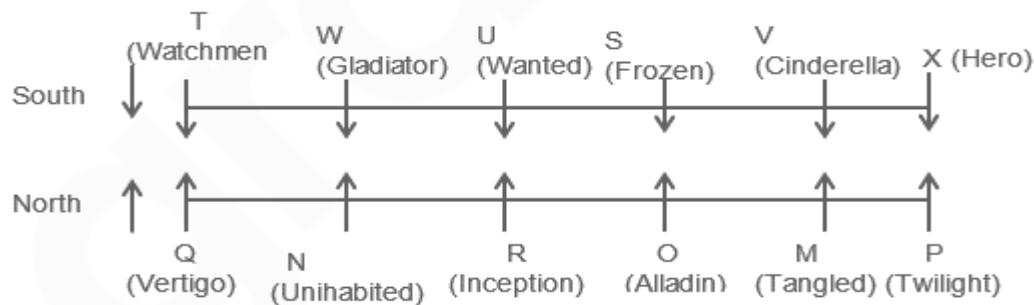 T W U S V
(Watchmen (Gladiator) (Wanted) (Frozen) (Cinderella) X (Hero)
South
North
Q N R O M P
(Vertigo) (Unihabited) (Inception) (Alladin) (Tangled) (Twilight)